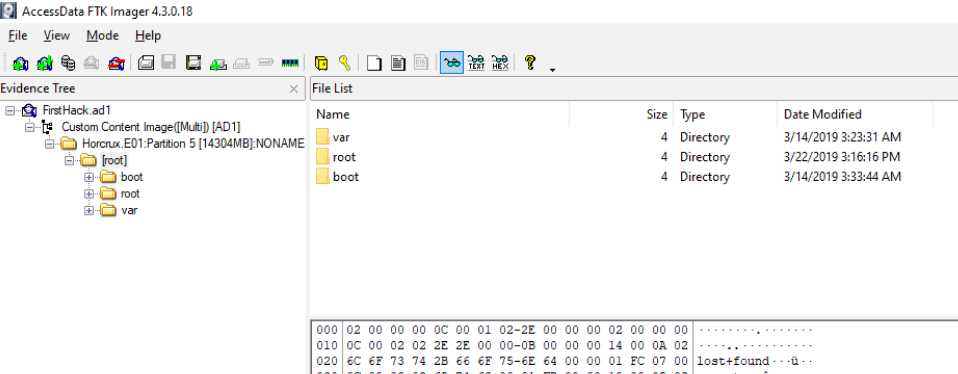 AccessData FTK Imager 4.3.0.18
File View Mode Help
TEXT HEX
Evidence Tree
File List
FirstHack.ad1
Custom Content Image([Multi]) [AD1]
Horcrux.E01:Partition 5 [14304MB]:NONAME
[root]
boot
root
var
Name Size Type Date Modified
var 4 Directory 3/14/2019 3:23:31 AM
root 4 Directory 3/22/2019 3:16:16 PM
boot 4 Directory 3/14/2019 3:33:44 AM
000 02 00 00 00 0C 00 01 02-2E 00 00 00 02 00 00 00 ········.·······
010 0C 00 02 02 2E 2E 00 00-0B 00 00 00 14 00 0A 02 ····..··········
020 6C 6F 73 74 2B 66 6F 75-6E 64 00 00 01 FC 07 00 lost+found···ü··